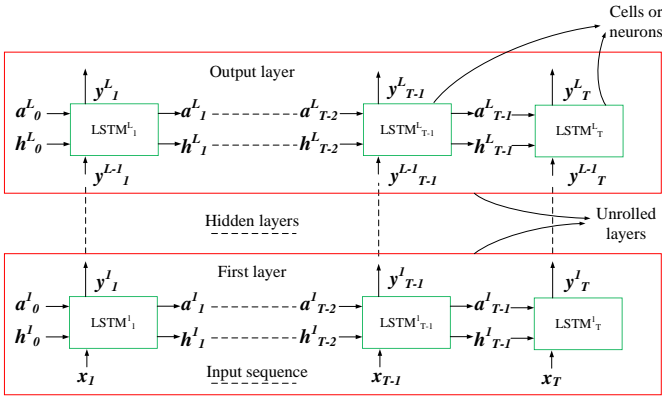 Cells or
neurons
Output layer
y^L_1 y^L_{T-1} y^L_T
a^L_0 a^L_1 a^L_{T-2} a^L_{T-1}
LSTM^L_1 LSTM^L_{T-1} LSTM^L_T
h^L_0 h^L_1 h^L_{T-2} h^L_{T-1}
y^{L-1}_1 y^{L-1}_{T-1} y^{L-1}_T
Hidden layers
Unrolled
layers
First layer
y^1_1 y^1_{T-1} y^1_T
a^1_0 a^1_1 a^1_{T-2} a^1_{T-1}
LSTM^1_1 LSTM^1_{T-1} LSTM^1_T
h^1_0 h^1_1 h^1_{T-2} h^1_{T-1}
Input sequence
x_1 x_{T-1} x_T